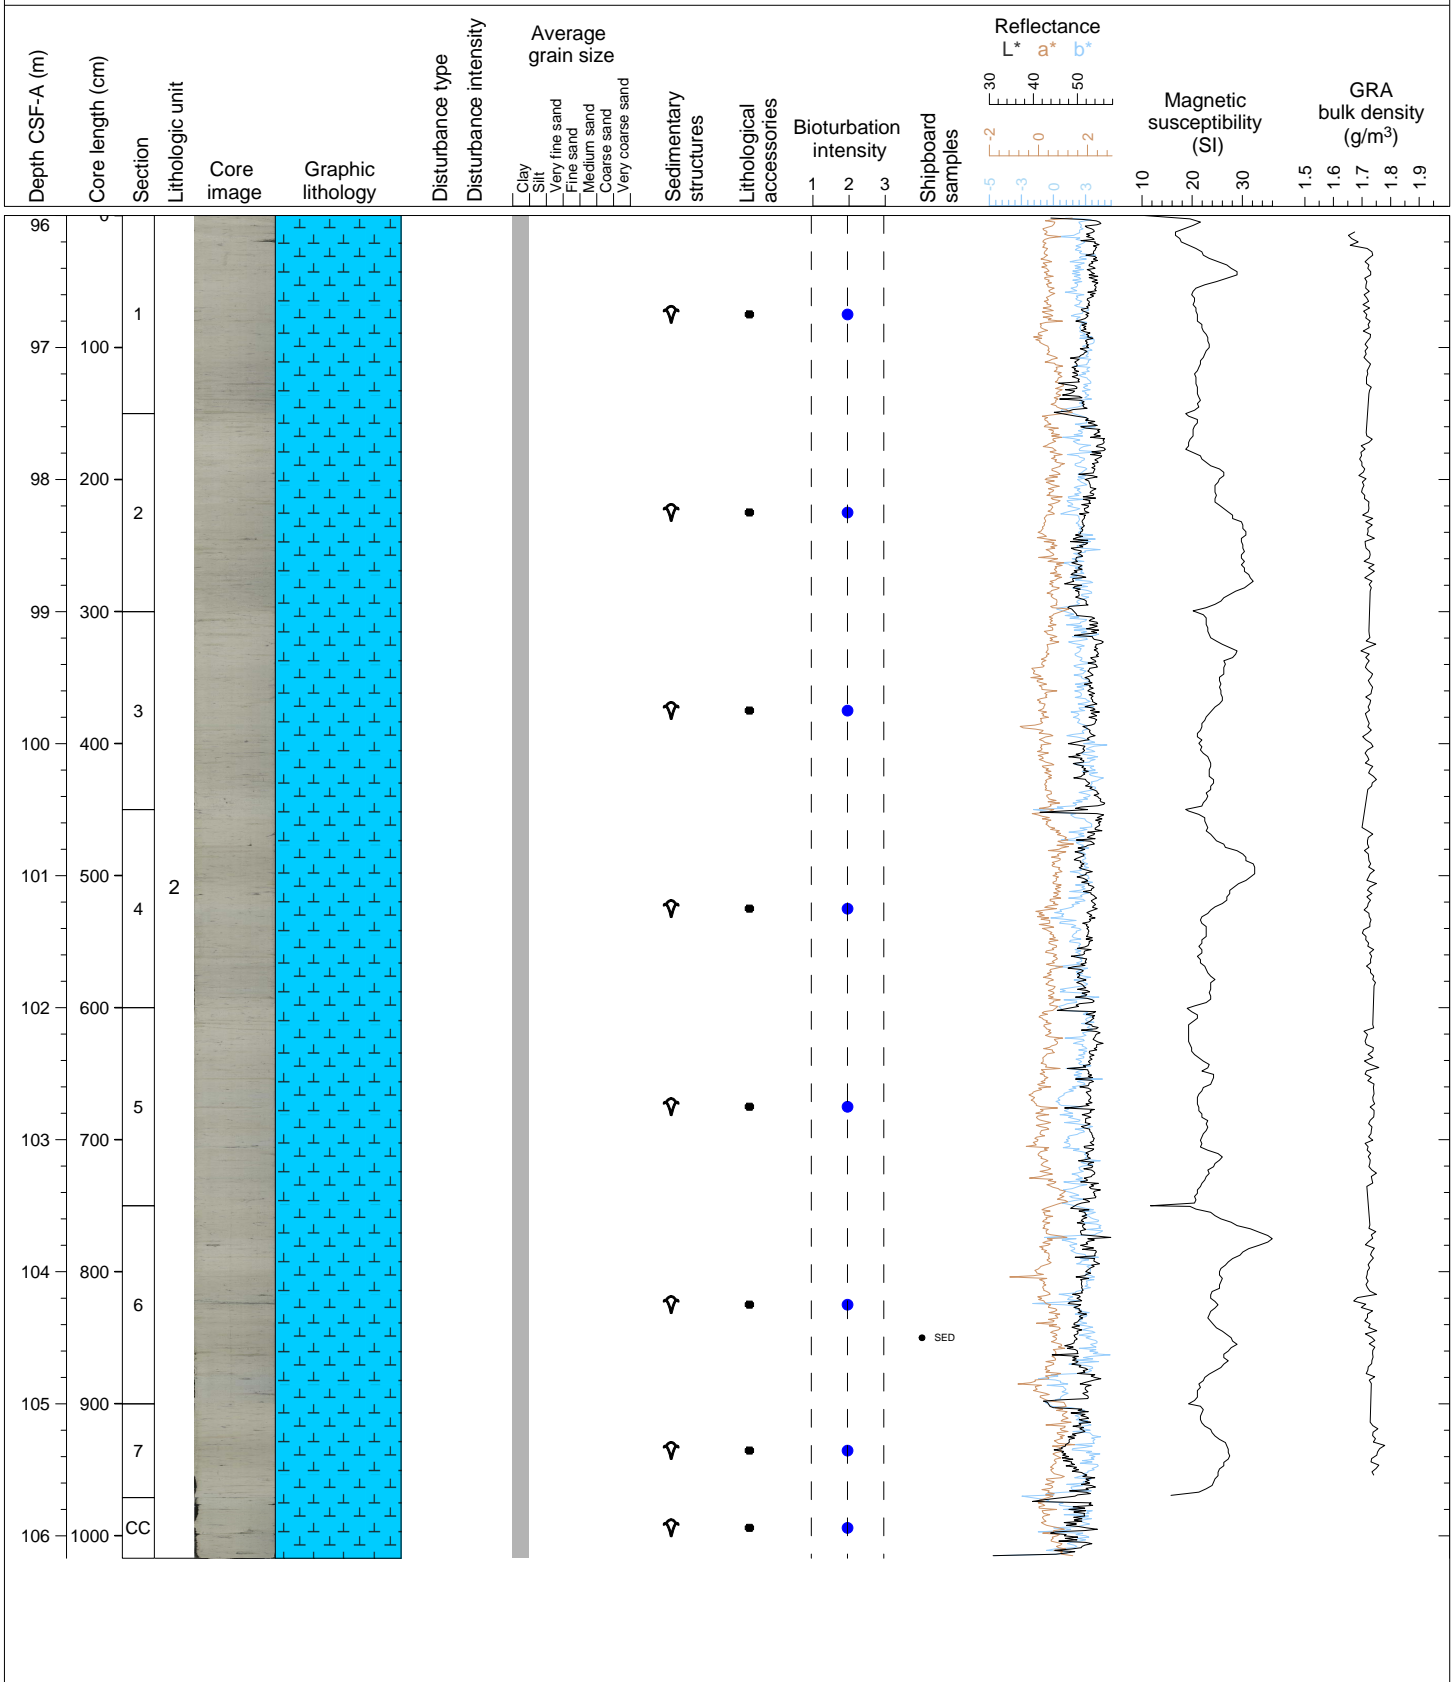 Depth CSF-A (m)
Core length (cm)
Section
Lithologic unit
Core
image
Graphic
lithology
Disturbance type
Disturbance intensity
Average
grain size
Clay
Silt
Very fine sand
Fine sand
Medium sand
Coarse sand
Very coarse sand
Sedimentary
structures
Lithological
accessories
Bioturbation
intensity
1 2 3
Shipboard
samples
Reflectance
L* a* b*
30 40 50
-2 0 2
-5 -3 0 3
Magnetic
susceptibility
(SI)
10 20 30
GRA
bulk density
(g/m3)
1.5 1.6 1.7 1.8 1.9
96 0
1
97 100
98 200
2
99 300
3
100 400
101 500
2
4
102 600
5
103 700
104 800
6
SED
105 900
7
CC
106 1000